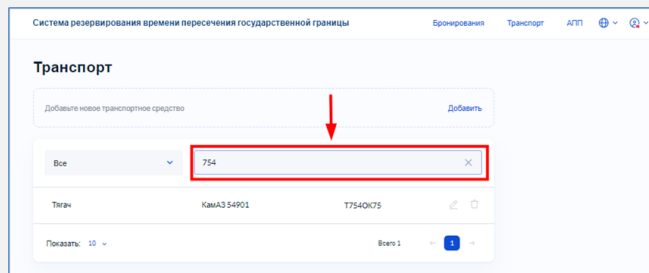 Система резервирования времени пересечения государственной границы Бронирования Транспорт АПП
Транспорт
Добавьте новое транспортное средство Добавить
Все 754
Тягач КамАЗ 54901 Т754ОК75
Показать: 10 Всего 1 1